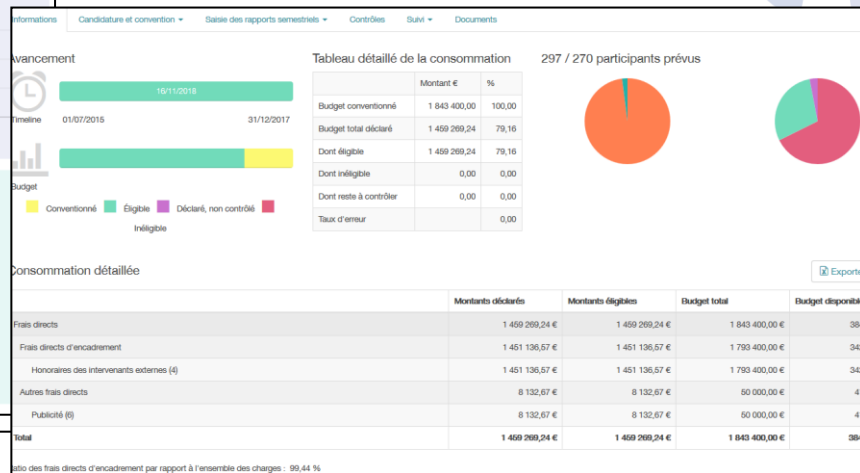 Informations Candidature et convention Saisie des rapports semestriels Contrôles Suivi Documents
Avancement
Tableau détaillé de la consommation
297 / 270 participants prévus
16/11/2018
Timeline 01/07/2015 31/12/2017
Budget
Conventionné Éligible Déclaré, non contrôlé
Inéligible
Montant € %
Budget conventionné 1 843 400,00 100,00
Budget total déclaré 1 459 269,24 79,16
Dont éligible 1 459 269,24 79,16
Dont inéligible 0,00 0,00
Dont reste à contrôler 0,00 0,00
Taux d'erreur 0,00
Consommation détaillée
Exporte
Montants déclarés Montants éligibles Budget total Budget disponible
Frais directs 1 459 269,24 € 1 459 269,24 € 1 843 400,00 € 384
Frais directs d'encadrement 1 451 136,57 € 1 451 136,57 € 1 793 400,00 € 342
Honoraires des intervenants externes (4) 1 451 136,57 € 1 451 136,57 € 1 793 400,00 € 342
Autres frais directs 8 132,67 € 8 132,67 € 50 000,00 € 4
Publicité (6) 8 132,67 € 8 132,67 € 50 000,00 € 4
Total 1 459 269,24 € 1 459 269,24 € 1 843 400,00 € 384
atio des frais directs d'encadrement par rapport à l'ensemble des charges : 99,44 %